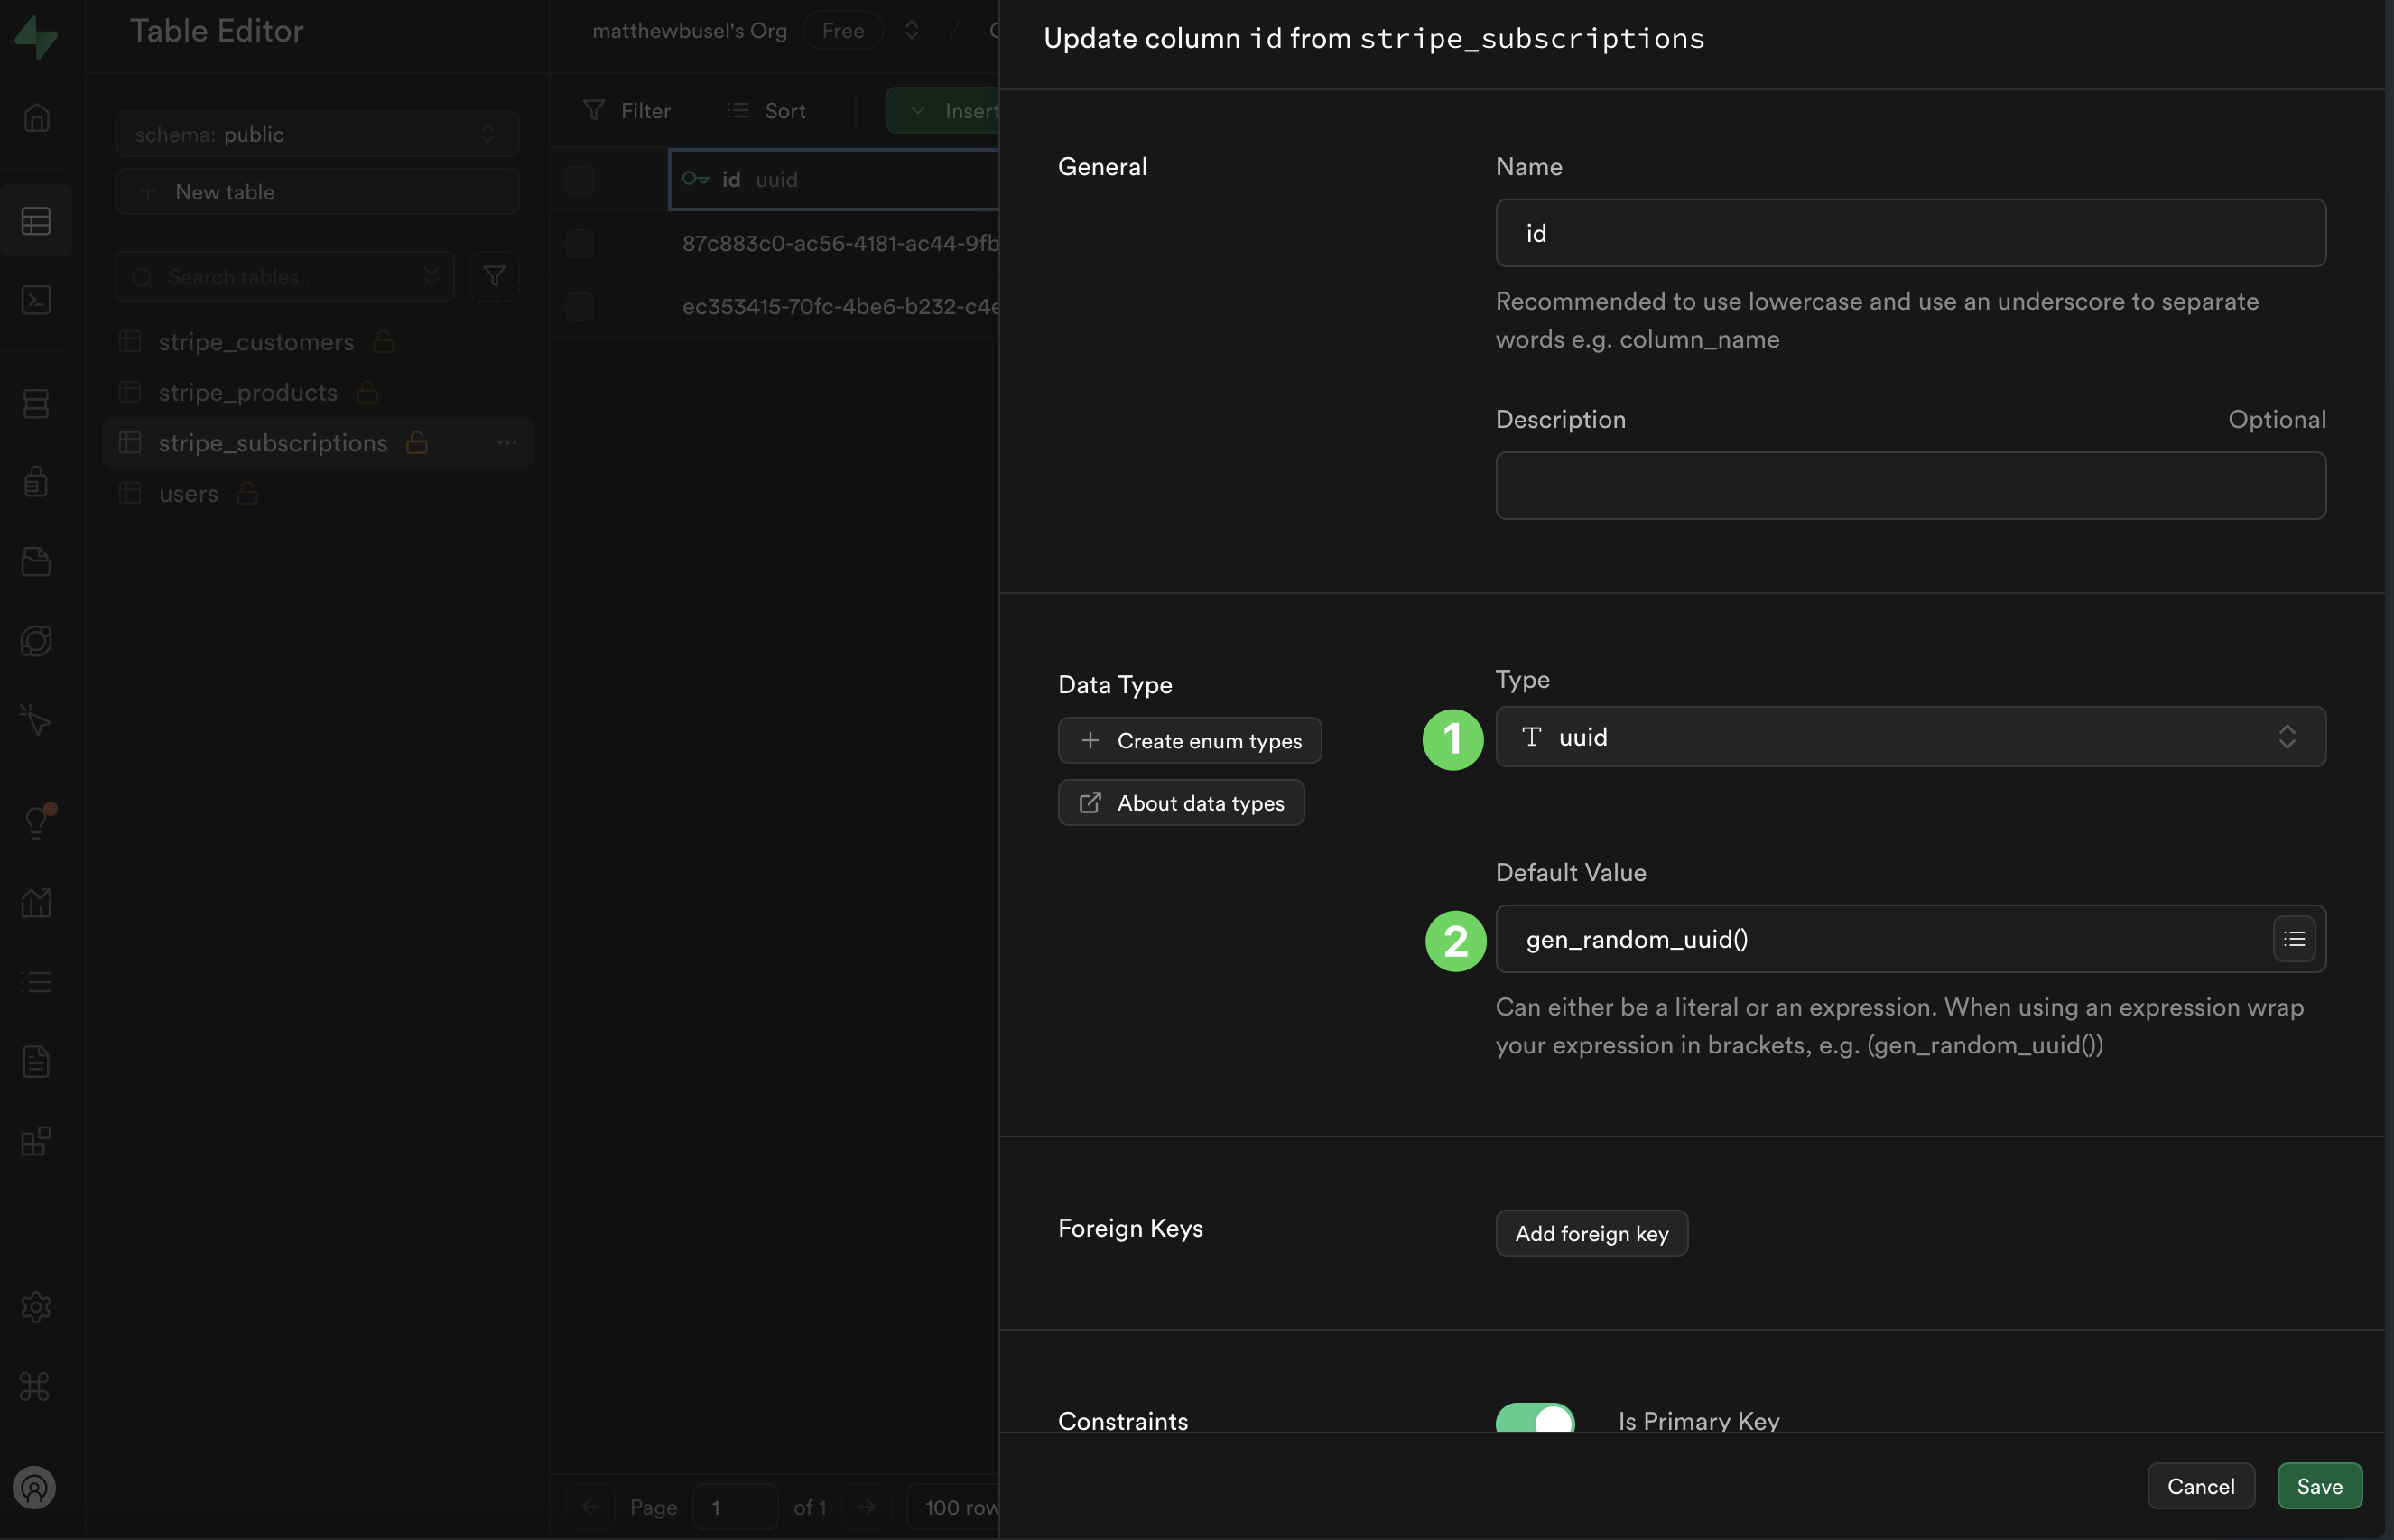 Table Editor
schema: public
New table
Search tables...
stripe_customers
stripe_products
stripe_subscriptions
users
matthewbusel's Org Free /
Filter Sort Insert
id uuid
87c883c0-ac56-4181-ac44-9fb
ec353415-70fc-4be6-b232-c4e
Page 1 of 1 100 row
Update column id from stripe_subscriptions
General
Name
id
Recommended to use lowercase and use an underscore to separate
words e.g. column_name
Description Optional
Data Type
Create enum types
About data types
Type
1 uuid
Default Value
2 gen_random_uuid()
Can either be a literal or an expression. When using an expression wrap
your expression in brackets, e.g. (gen_random_uuid())
Foreign Keys
Add foreign key
Constraints
Is Primary Key
Cancel Save